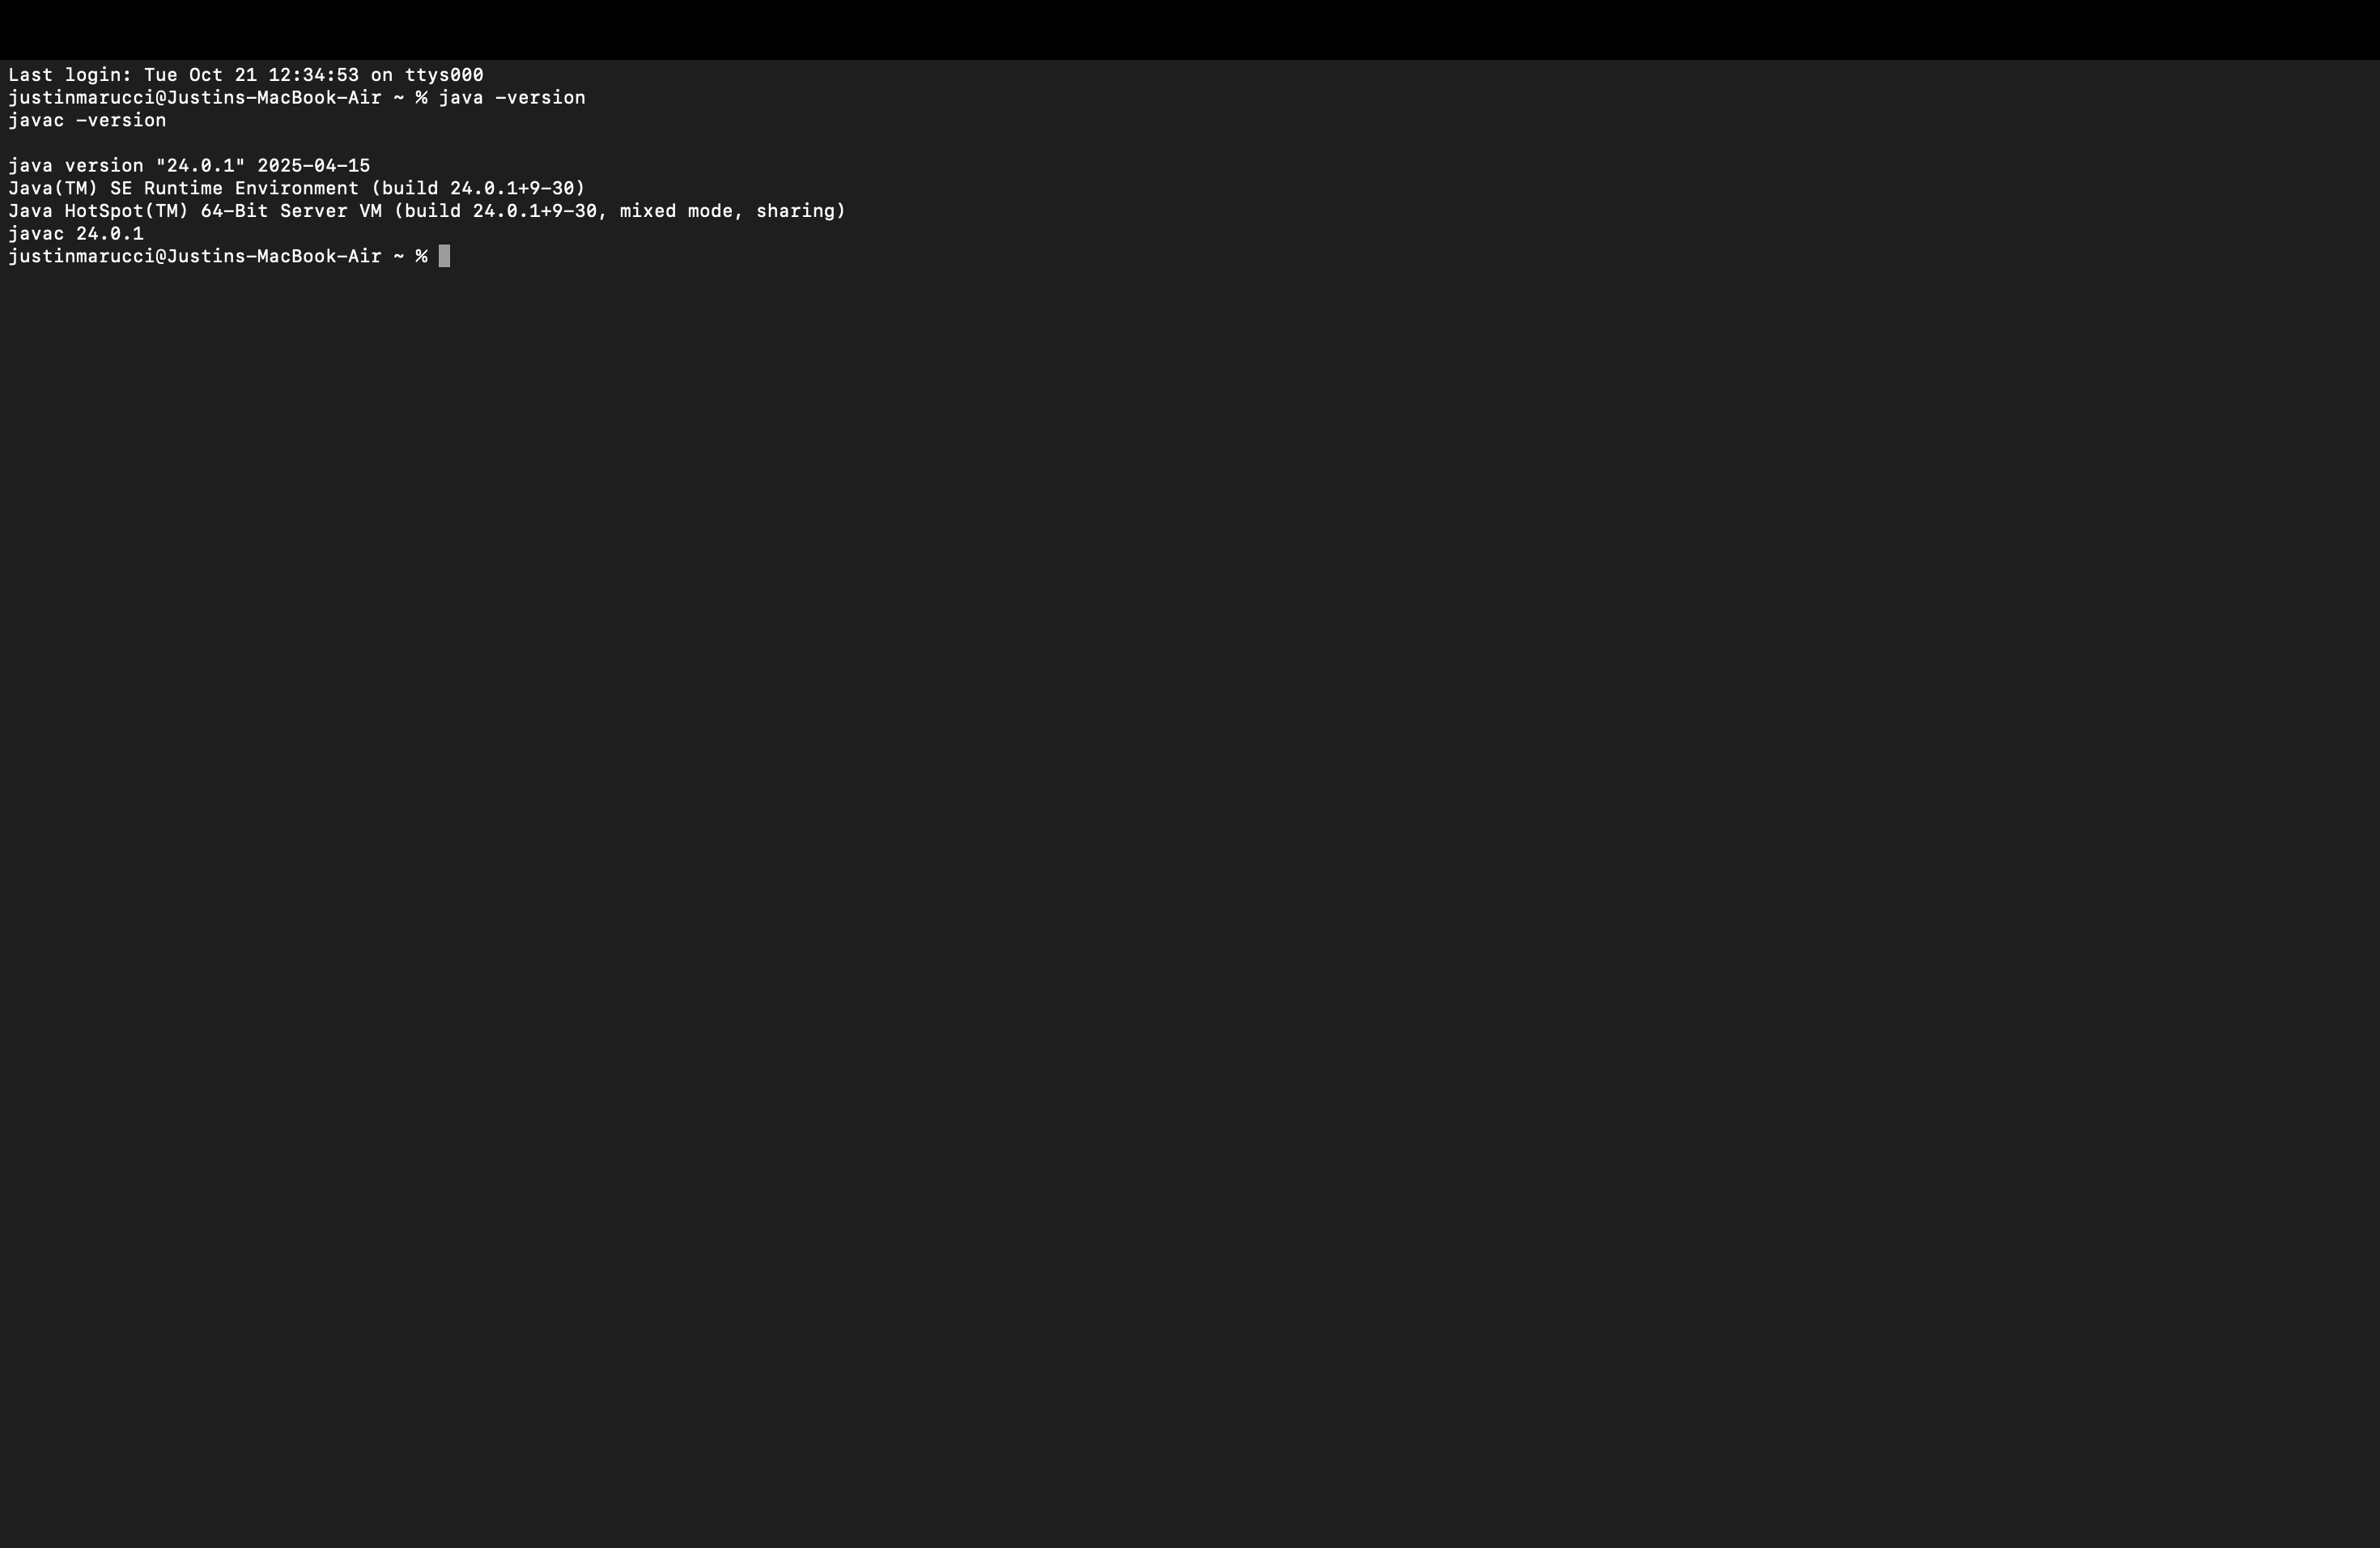 Last login: Tue Oct 21 12:34:53 on ttys000
justinmarucci@Justins-MacBook-Air ~ % java -version
javac -version
java version "24.0.1" 2025-04-15
Java(TM) SE Runtime Environment (build 24.0.1+9-30)
Java HotSpot(TM) 64-Bit Server VM (build 24.0.1+9-30, mixed mode, sharing)
javac 24.0.1
justinmarucci@Justins-MacBook-Air ~ %